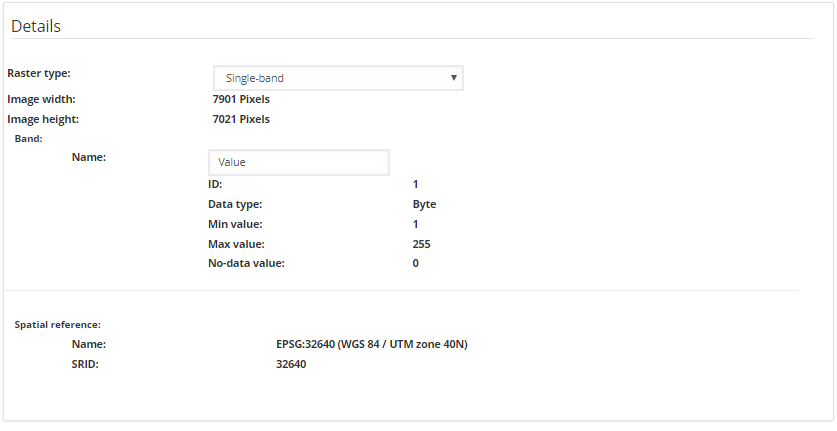 Details
Raster type: Single-band
Image width: 7901 Pixels
Image height: 7021 Pixels
Band:
Name: Value
ID: 1
Data type: Byte
Min value: 1
Max value: 255
No-data value: 0
Spatial reference:
Name: EPSG:32640 (WGS 84 / UTM zone 40N)
SRID: 32640